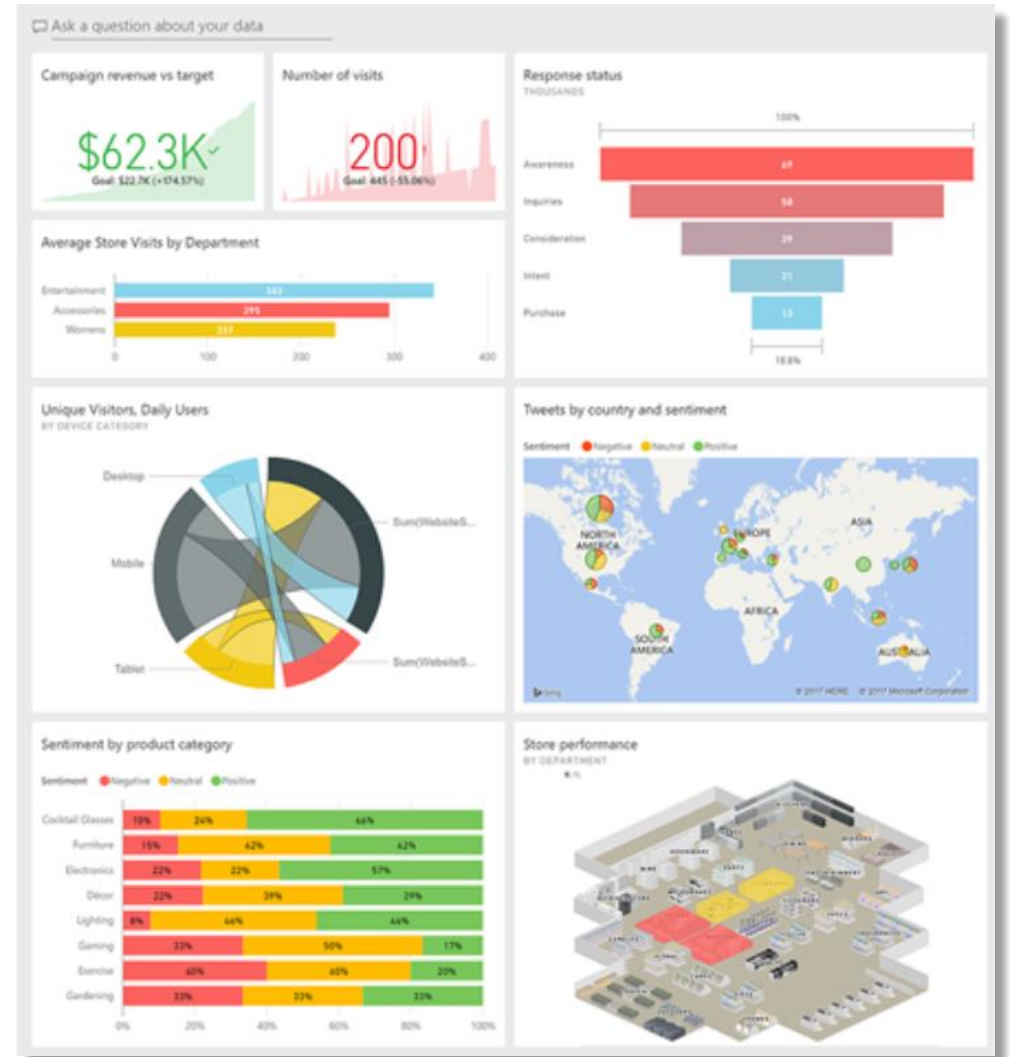 Ask a question about your data
Campaign revenue vs target
$62.3K
Goal: $22.7K (+174.57%)
Number of visits
200
Goal: 445 (-55.06%)
Response status
THOUSANDS
100%
Awareness 69
Inquiries 58
Consideration 39
Intent 21
Purchase 13
18.8%
Average Store Visits by Department
Entertainment
Accessories 295
Womens 237
0 100 200 300 400
Unique Visitors, Daily Users
BY DEVICE CATEGORY
Desktop
Sum(WebsiteS...
Mobile
Tablet
Sum(WebsiteS...
Tweets by country and sentiment
Sentiment Negative Neutral Positive
NORTH
AMERICA
EUROPE
ASIA
AFRICA
SOUTH
AMERICA
AUSTRALIA
bing
© 2017 HERE © 2017 Microsoft Corporation
Sentiment by product category
Sentiment Negative Neutral Positive
Cocktail Glasses 10% 24% 66%
Furniture 15% 42% 42%
Electronics 22% 22% 57%
Décor 22% 39% 39%
Lighting 8% 46% 46%
Gaming 33% 50% 17%
Exercise 40% 40% 20%
Gardening 33% 33% 33%
0% 20% 40% 60% 80% 100%
Store performance
BY DEPARTMENT
ENTERTAINMENT